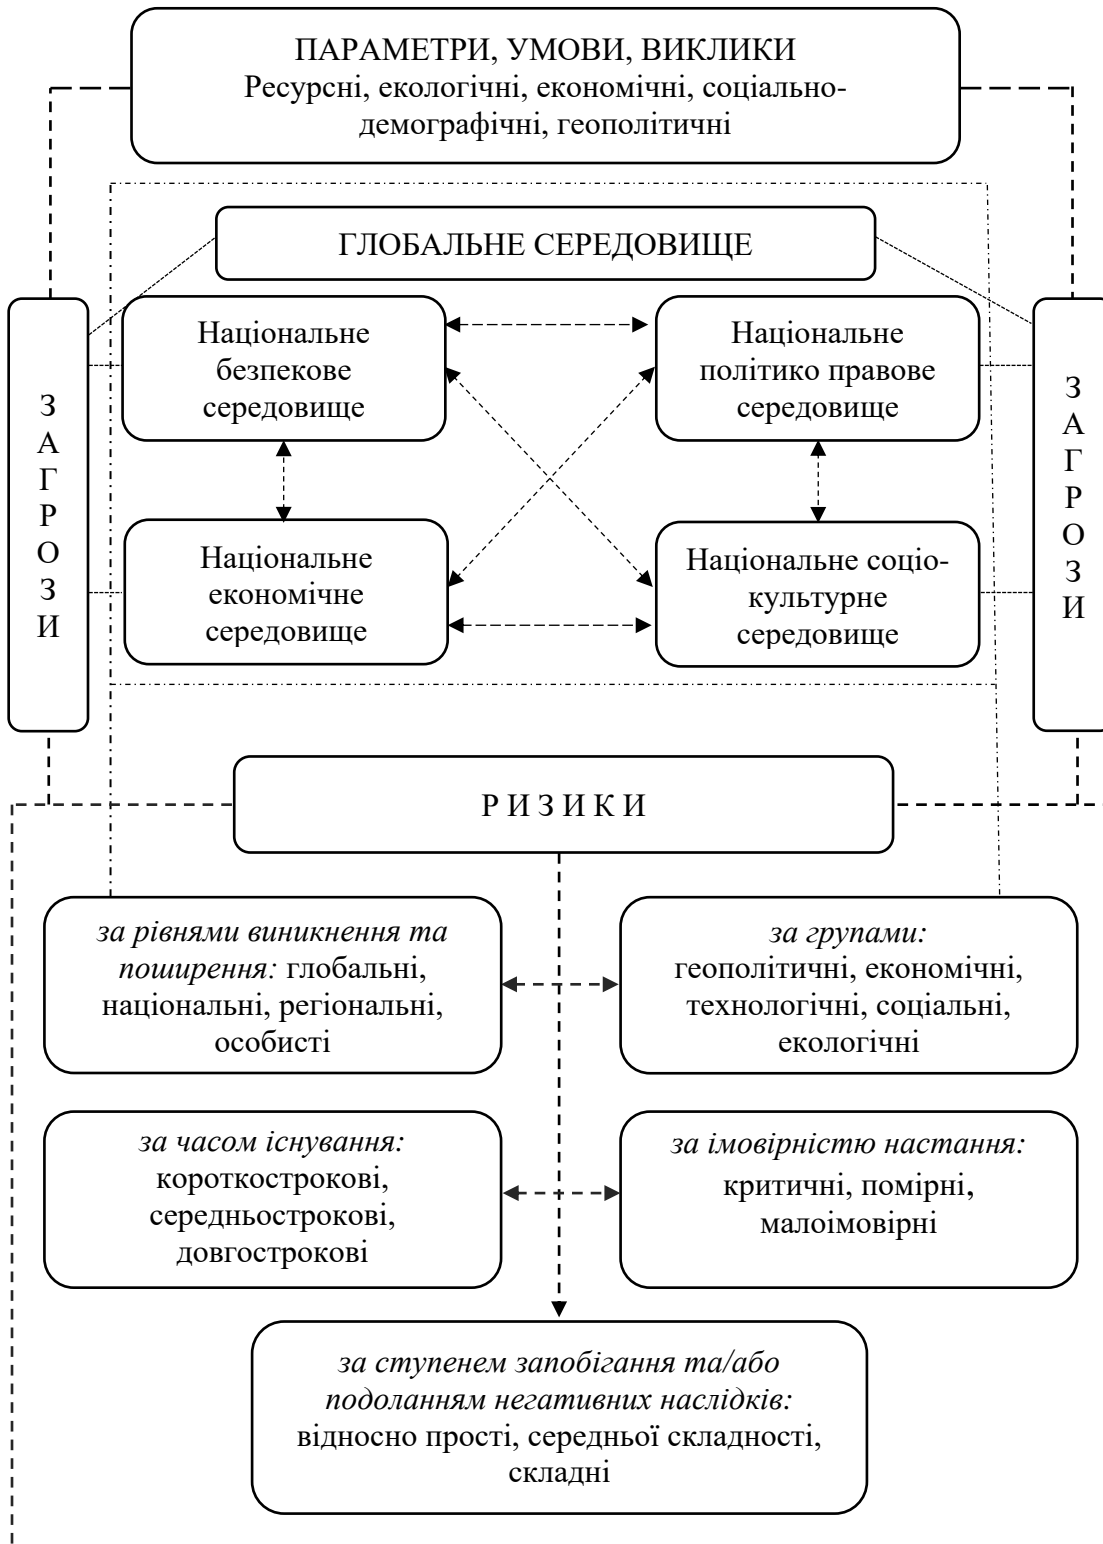 ПАРАМЕТРИ, УМОВИ, ВИКЛИКИ
Ресурсні, екологічні, економічні, соціально-
демографічні, геополітичні
ГЛОБАЛЬНЕ СЕРЕДОВИЩЕ
З
А
Г
Р
О
З
И
Національне
безпекове
середовище
Національне
політико правове
середовище
Національне
економічне
середовище
Національне соціо-
культурне
середовище
З
А
Г
Р
О
З
И
Р И З И К И
за рівнями виникнення та
поширення: глобальні,
національні, регіональні,
особисті
за групами:
геополітичні, економічні,
технологічні, соціальні,
екологічні
за часом існування:
короткострокові,
середньострокові,
довгострокові
за імовірністю настання:
критичні, помірні,
малоімовірні
за ступенем запобігання та/або
подоланням негативних наслідків:
відносно прості, середньої складності,
складні